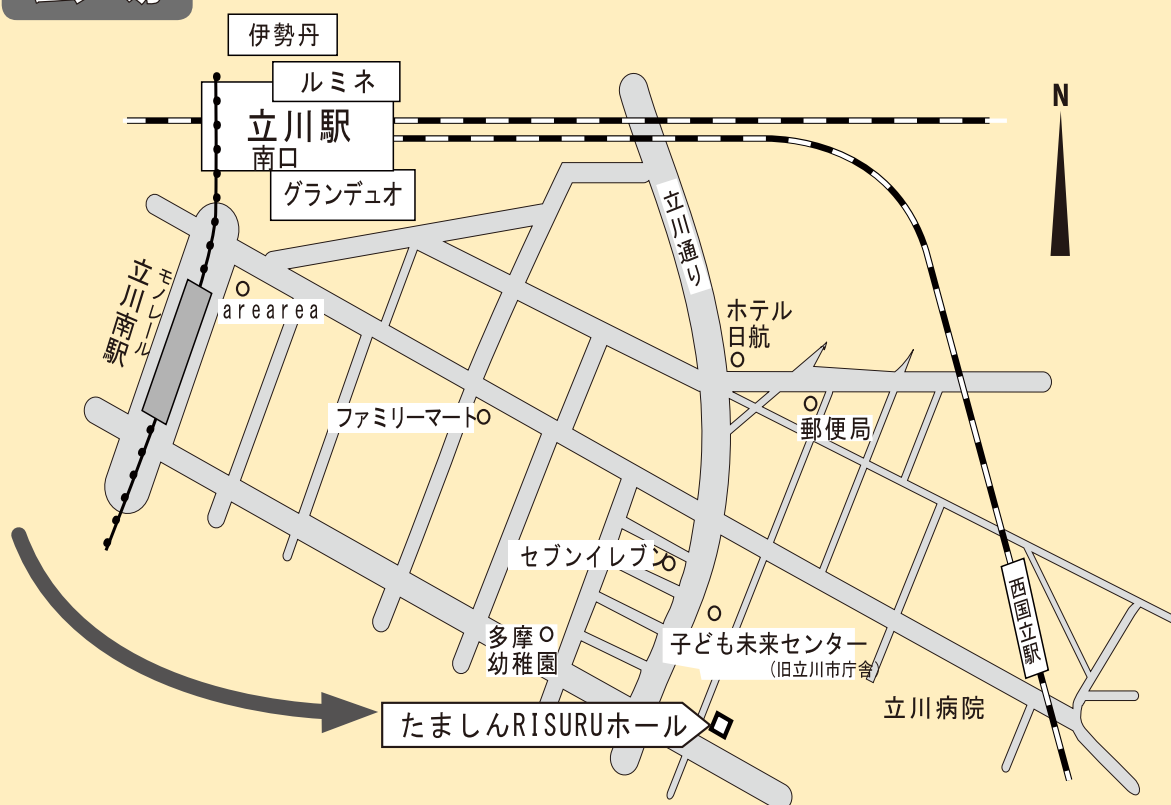 伊勢丹
ルミネ
立川駅
南口
グランデュオ
N
立川通り
モノレール
立川南駅
arearea
ホテル
日航
ファミリーマート
郵便局
セブンイレブン
西国立駅
多摩
幼稚園
子ども未来センター
(旧立川市庁舎)
立川病院
たましんRISURUホール